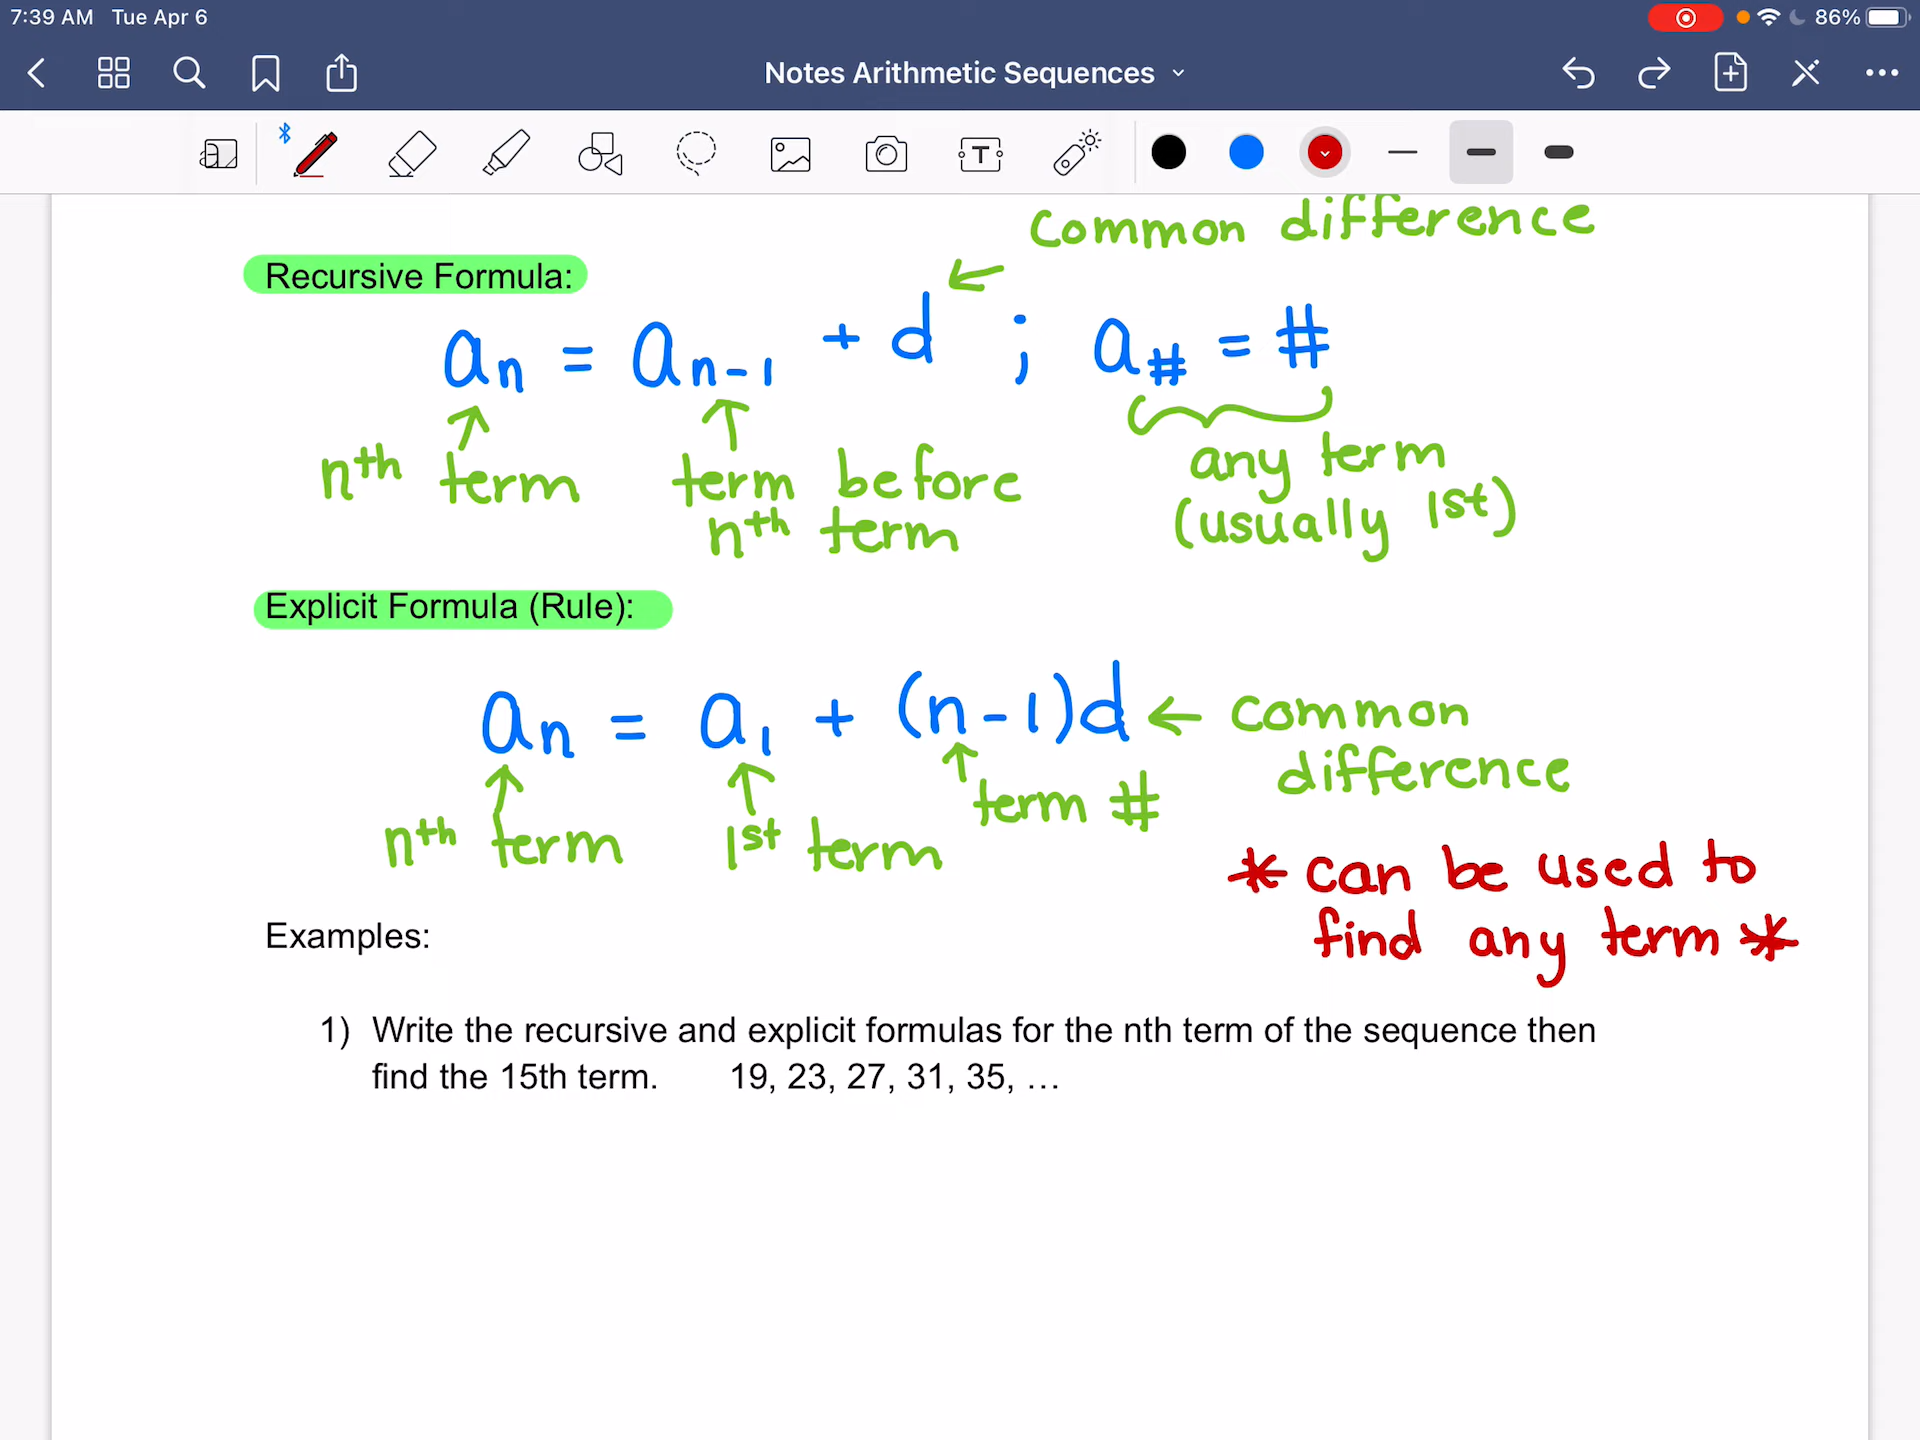 7:39 AM Tue Apr 6
86%
Notes Arithmetic Sequences
common difference
Recursive Formula:
aₙ = aₙ₋₁ + d ; a# = #
nᵗʰ term
term before
nᵗʰ term
any term
(usually 1st)
Explicit Formula (Rule):
aₙ = a₁ + (n-1)d ← common
difference
nᵗʰ term
1st term
term #
* can be used to
find any term *
Examples:
1) Write the recursive and explicit formulas for the nth term of the sequence then
find the 15th term. 19, 23, 27, 31, 35, …